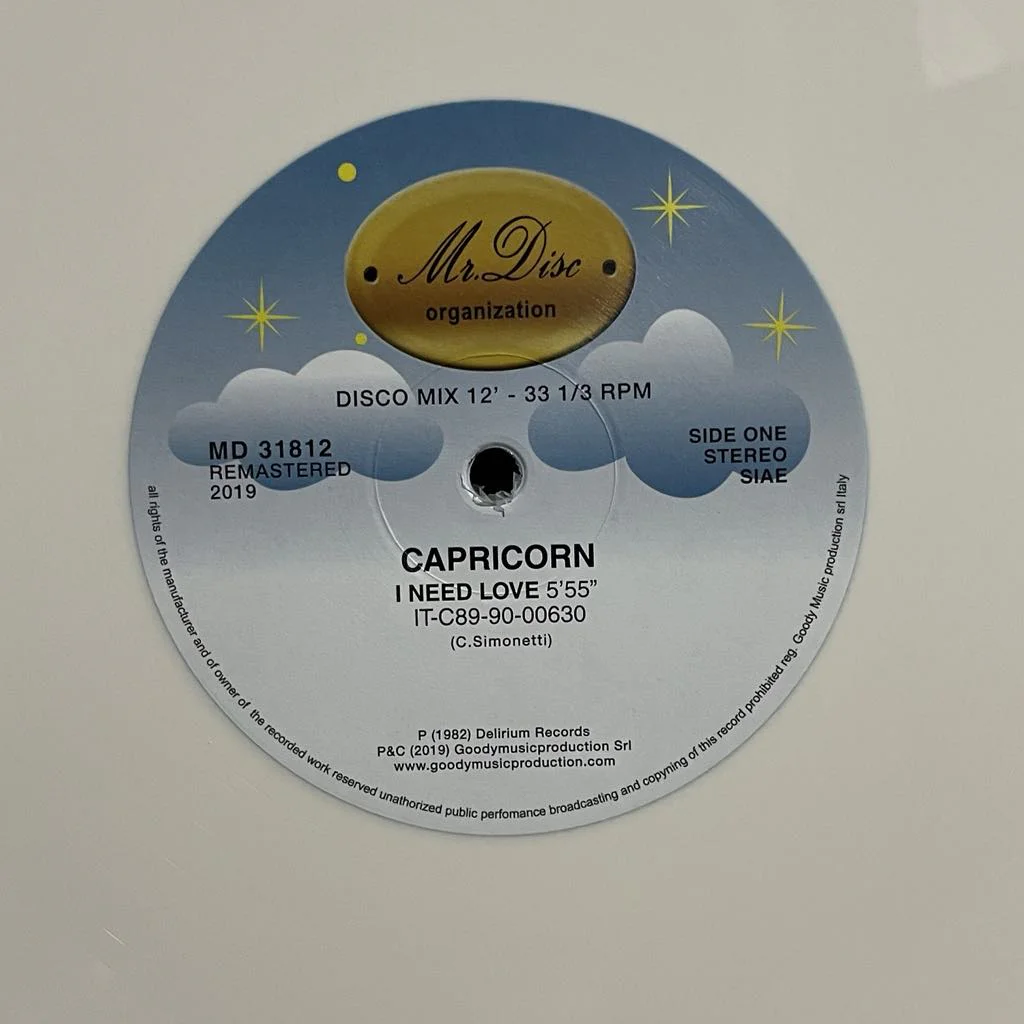 Mr. Disc
organization
DISCO MIX 12' - 33 1/3 RPM
MD 31812
REMASTERED
2019
SIDE ONE
STEREO
SIAE
CAPRICORN
I NEED LOVE 5'55”
IT-C89-90-00630
(C.Simonetti)
P (1982) Delirium Records
P&C (2019) Goodymusicproduction Srl
www.goodymusicproduction.com
all rights of the manufacturer and of owner of the recorded work reserved unathorized public perfomance broadcasting and copyning of this record prohibited reg. Goody Music production srl Italy